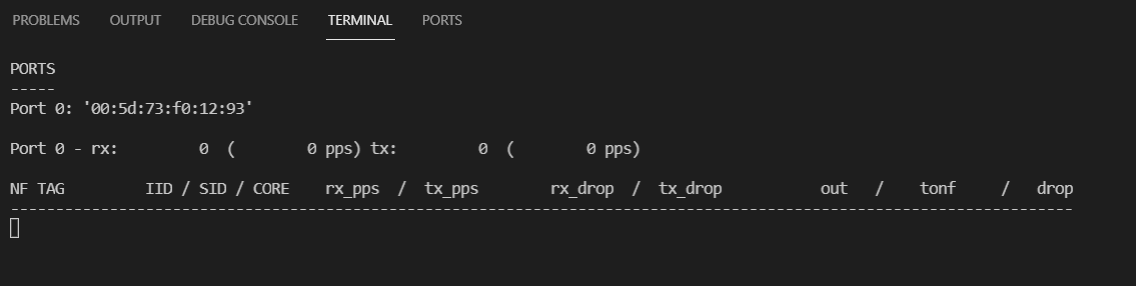 PROBLEMS OUTPUT DEBUG CONSOLE TERMINAL PORTS
PORTS
-----
Port 0: '00:5d:73:f0:12:93'
Port 0 - rx:         0  (        0 pps) tx:         0  (        0 pps)
NF TAG         IID / SID / CORE    rx_pps  /  tx_pps        rx_drop  /  tx_drop           out   /    tonf     /   drop
----------------------------------------------------------------------------------------------------------------------